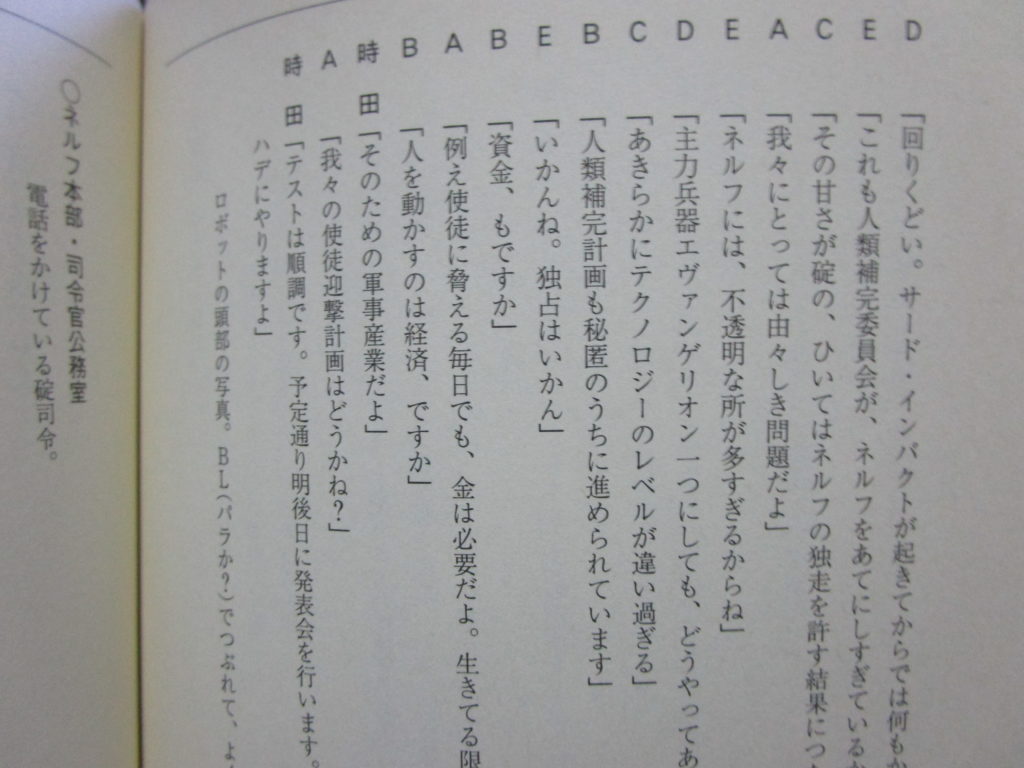 D「回りくどい。サード・インパクトが起きてからでは何も
E「これも人類補完委員会が、ネルフをあてにしすぎている
C「その甘さが碇の、ひいてはネルフの独走を許す結果に
A「我々にとっては由々しき問題だよ」
E「ネルフには、不透明な所が多すぎるからね」
D「主力兵器エヴァンゲリオン一つにしても、どうやってあ
C「あきらかにテクノロジーのレベルが違い過ぎる」
B「人類補完計画も秘匿のうちに進められています」
E「いかんね。独占はいかん」
B「資金、もですか」
A「例え使徒に脅える毎日でも、金は必要だよ。生きてる限
B「人を動かすのは経済、ですか」
時田「そのための軍事産業だよ」
A「我々の使徒迎撃計画はどうかね?」
時田「テストは順調です。予定通り明後日に発表会を行います。
ハデにやりますよ」
ロボットの頭部の写真。BL(パラか?)でつぶれて、よ
○ネルフ本部・司令官公務室
電話をかけている碇司令。